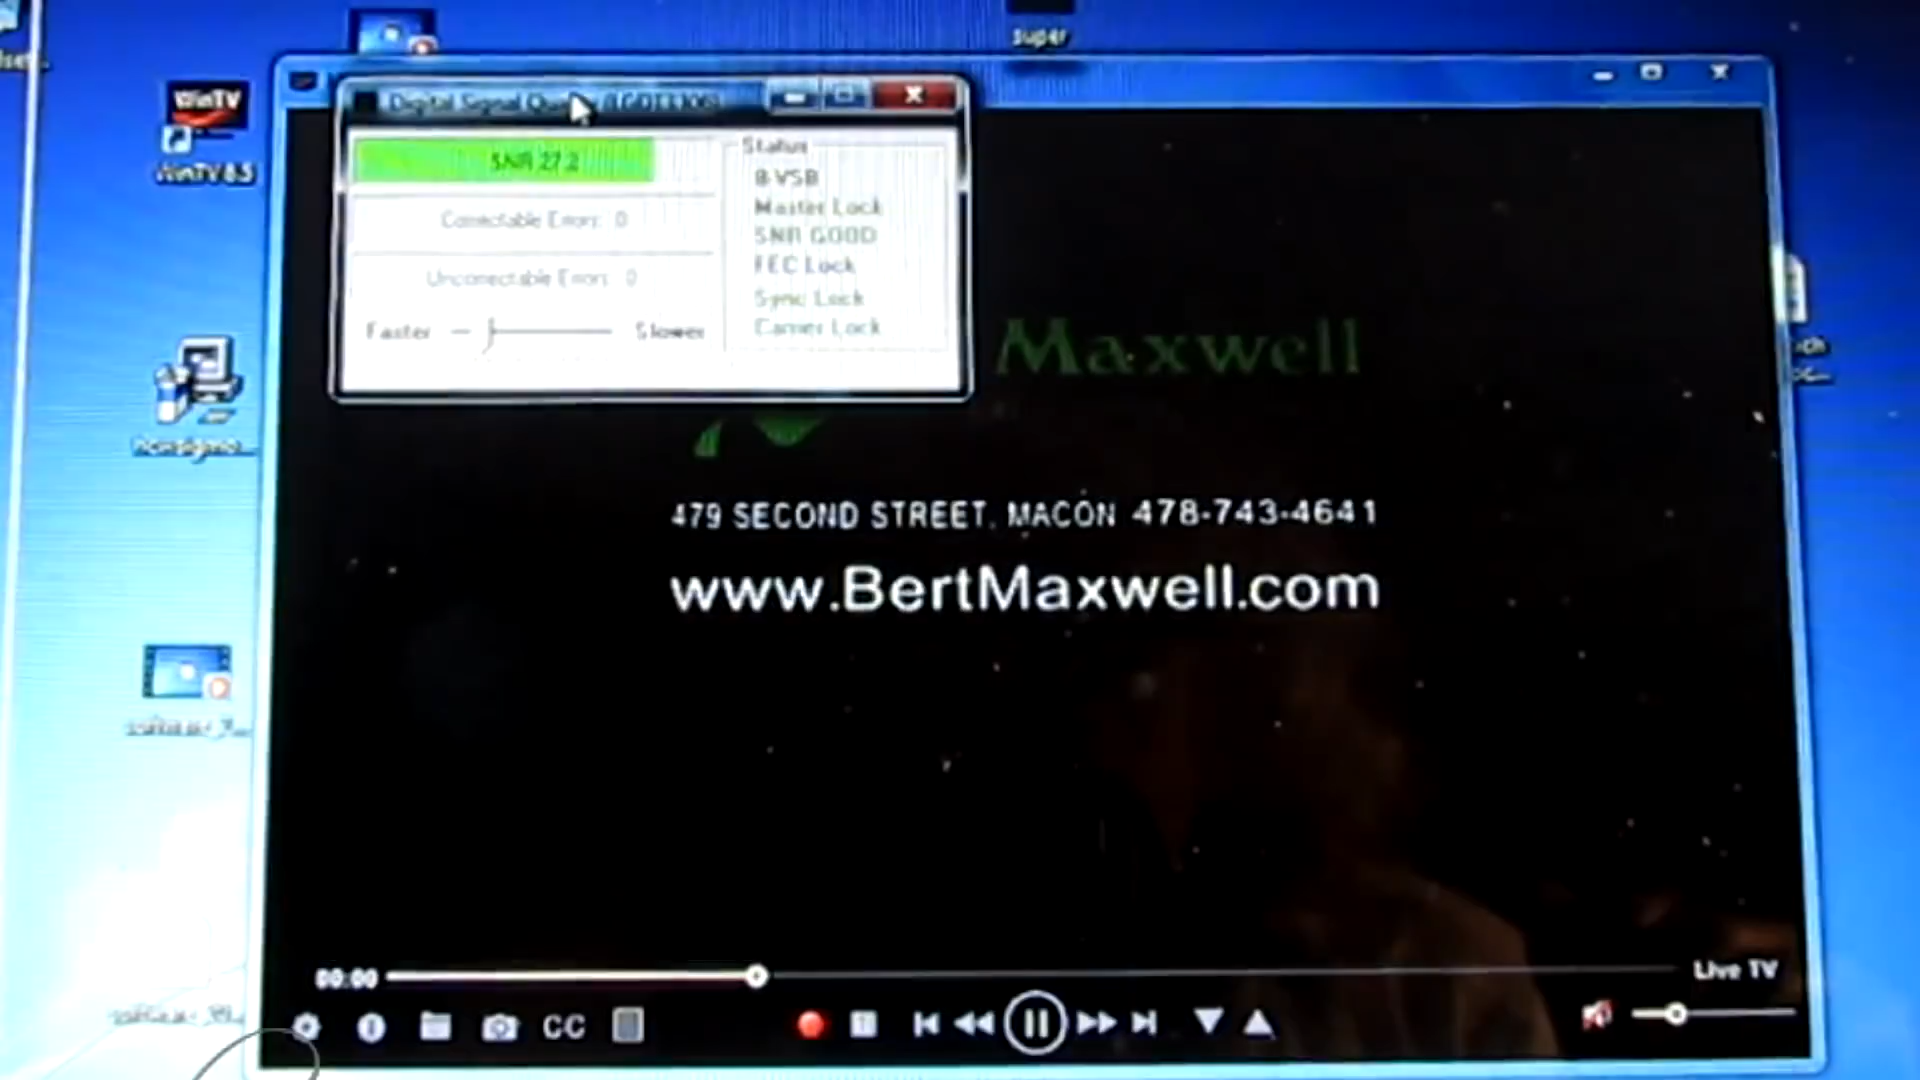 super
WinTV
WinTV 8.5
Digital Signal
SNR 27.2
Correctable Errors: 0
Uncorrectable Errors: 0
Faster
Slower
Status
8-VSB
Master Lock
SNR GOOD
FEC Lock
Sync Lock
Carrier Lock
Maxwell
479 SECOND STREET, MACON 478-743-4641
www.BertMaxwell.com
00:00
Live TV
CC